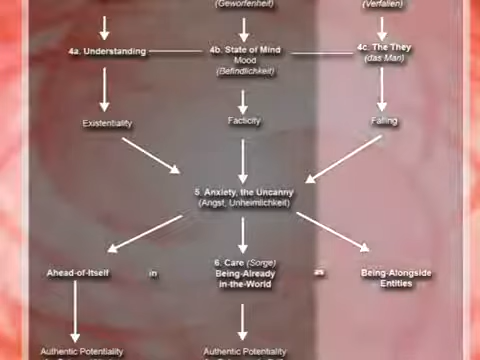 (Geworfenheit)
(Verfallen)
4a. Understanding
4b. State of Mind
Mood
(Befindlichkeit)
4c. The They
(das Man)
Existentiality
Facticity
Falling
5. Anxiety, the Uncanny
(Angst, Unheimlichkeit)
Ahead-of-Itself
in
6. Care (Sorge)
Being-Already
in-the-World
as
Being-Alongside
Entities
Authentic Potentiality
Authentic Potentiality